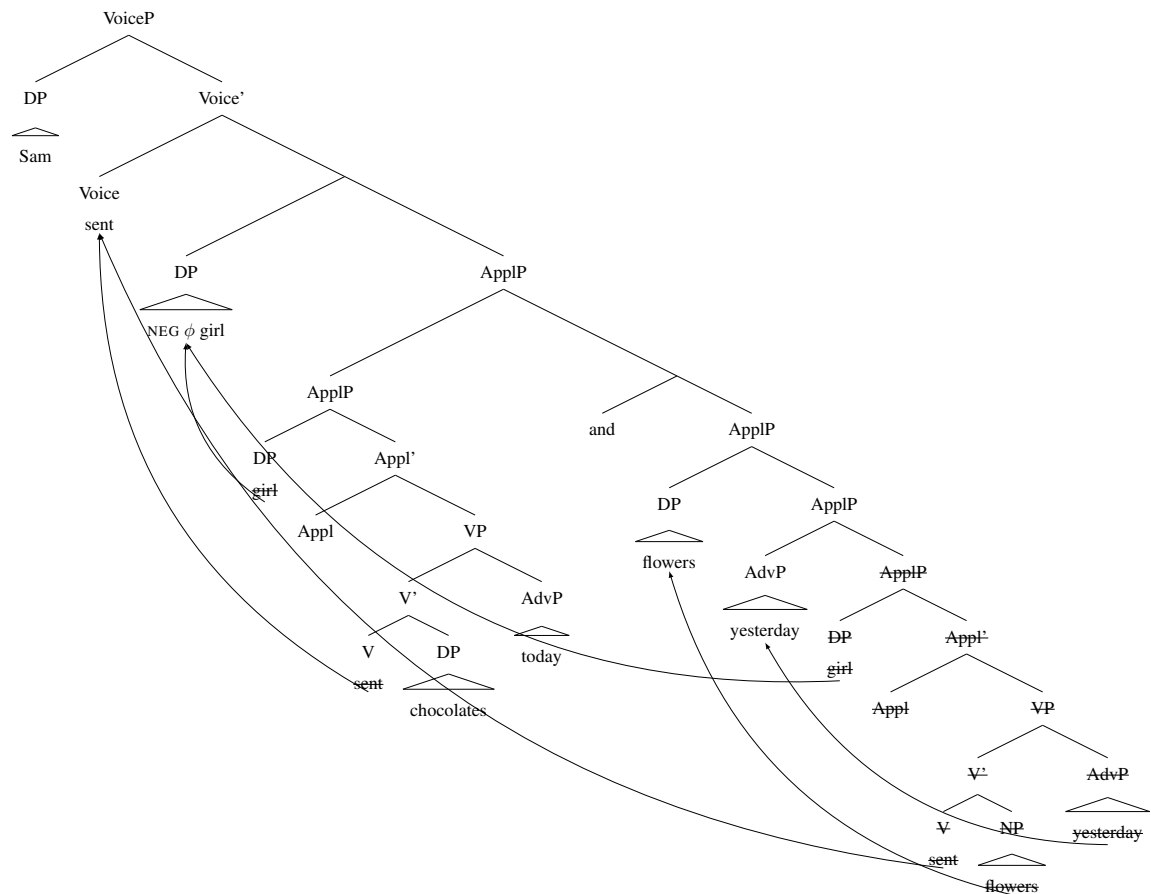 VoiceP
DP Voice’
Sam
Voice
sent
DP ApplP
NEG ϕ girl
ApplP
and ApplP
DP Appl’
girl
DP ApplP
Appl VP
flowers AdvP ApplP
V’ AdvP
yesterday DP Appl’
V DP today
girl
sent chocolates
Appl VP
V’ AdvP
V NP yesterday
sent
flowers